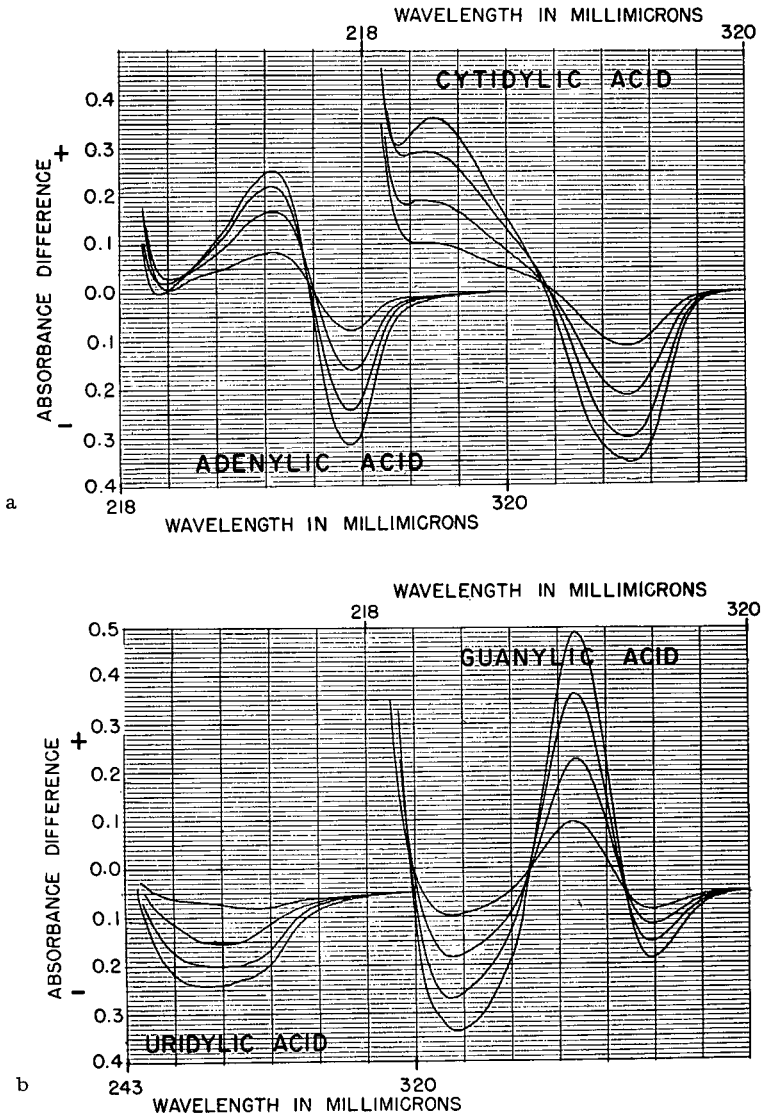 WAVELENGTH IN MILLIMICRONS
218 320
CYTIDYLIC ACID
0.4
0.3
+
0.2
0.1
0.0
0.1
0.2
−
0.3
0.4
ABSORBANCE DIFFERENCE
ADENYLIC ACID
218 320
a
WAVELENGTH IN MILLIMICRONS
WAVELENGTH IN MILLIMICRONS
218 320
0.5
GUANYLIC ACID
0.4
0.3
+
0.2
0.1
0.0
0.1
0.2
−
0.3
0.4
ABSORBANCE DIFFERENCE
URIDYLIC ACID
b
243 320
WAVELENGTH IN MILLIMICRONS